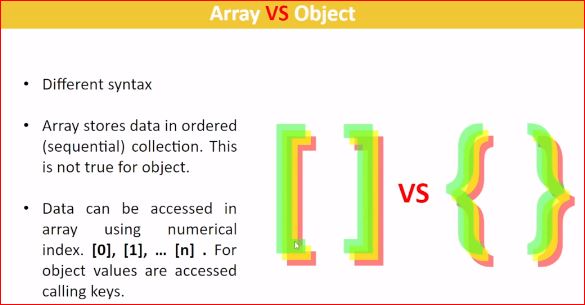 Array VS Object
• Different syntax
• Array stores data in ordered
(sequential) collection. This
is not true for object.
[ ] VS { }
• Data can be accessed in
array using numerical
index. [0], [1], ... [n] . For
object values are accessed
calling keys.